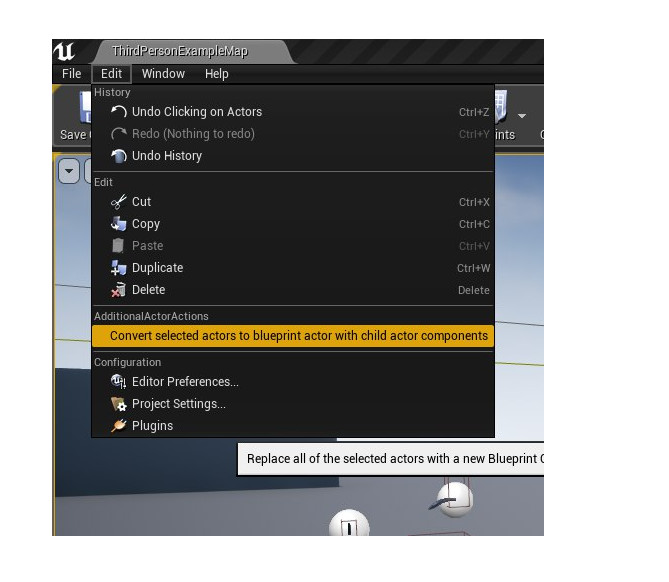 ThirdPersonExampleMap
File Edit Window Help
History
Undo Clicking on Actors Ctrl+Z
Redo (Nothing to redo) Ctrl+Y
Undo History
Save
ints
Edit
Cut Ctrl+X
Copy Ctrl+C
Paste Ctrl+V
Duplicate Ctrl+W
Delete Delete
AdditionalActorActions
Convert selected actors to blueprint actor with child actor components
Configuration
Editor Preferences...
Project Settings...
Plugins
Replace all of the selected actors with a new Blueprint